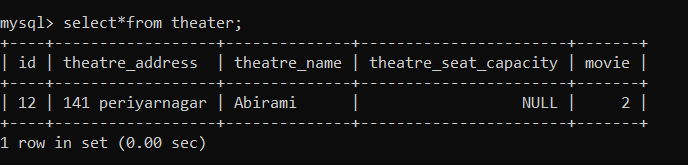 mysql> select*from theater;
+----+-----------------+--------------+-----------------------+-------+
| id | theatre_address | theatre_name | theatre_seat_capacity | movie |
+----+-----------------+--------------+-----------------------+-------+
| 12 | 141 periyarnagar | Abirami      |                  NULL |     2 |
+----+-----------------+--------------+-----------------------+-------+
1 row in set (0.00 sec)